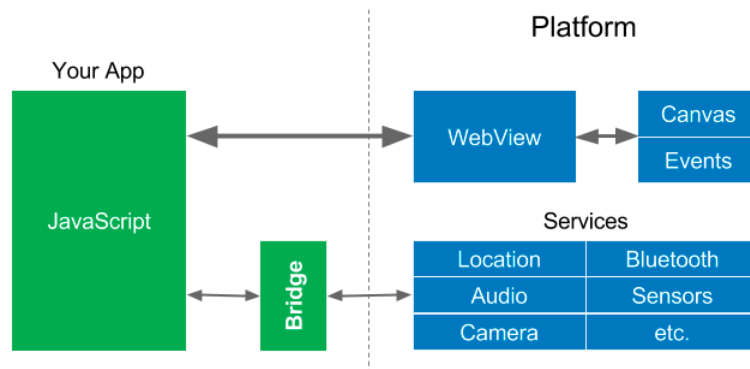 Platform
Your App
JavaScript
WebView
Canvas
Events
Bridge
Services
Location
Bluetooth
Audio
Sensors
Camera
etc.